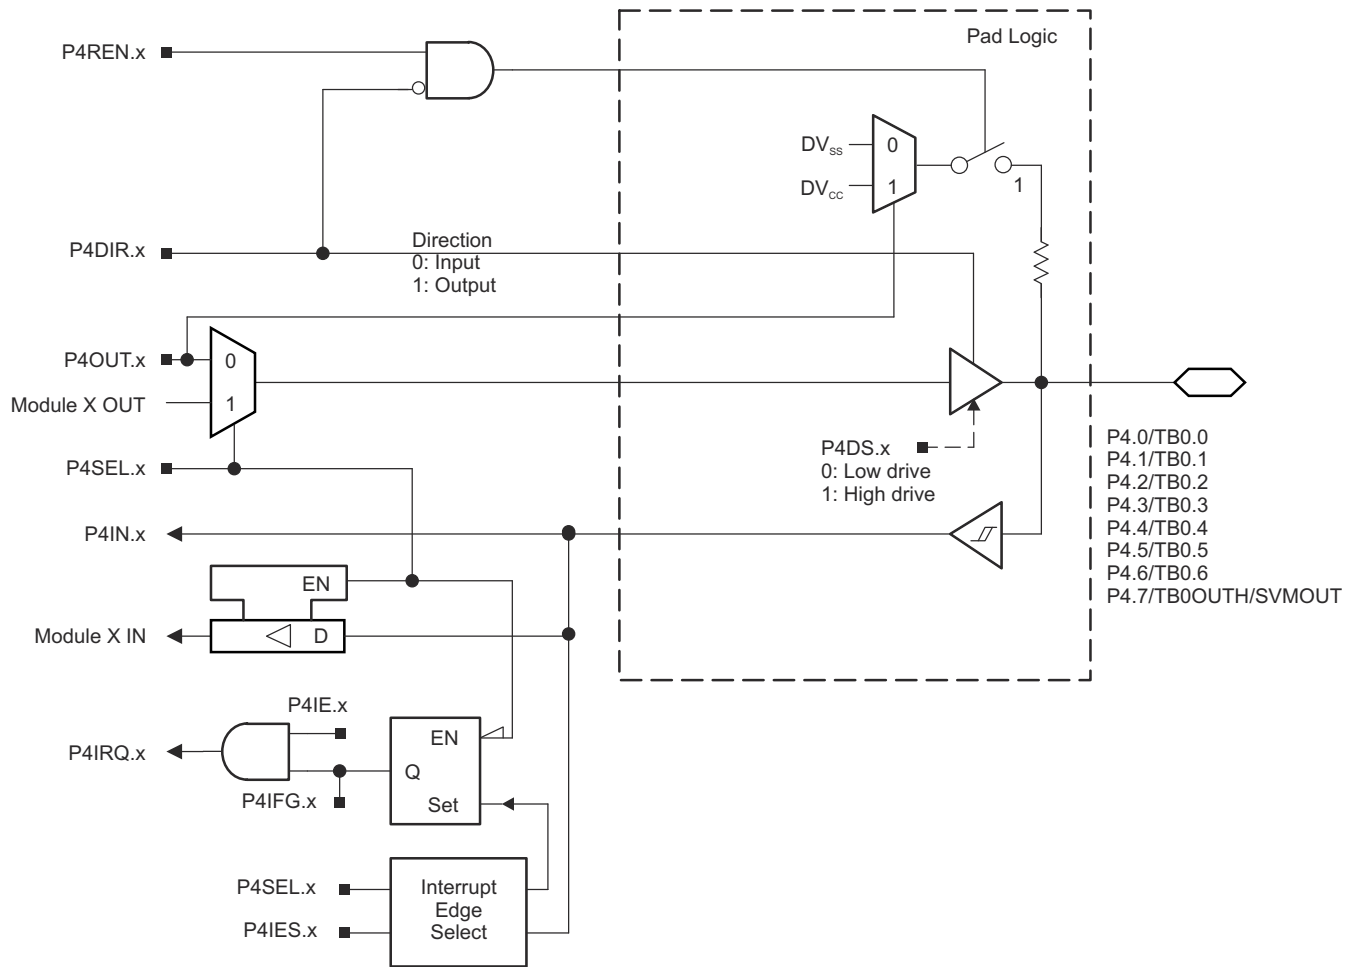 Pad Logic
P4REN.x
DVSS
0
DVCC
1
1
P4DIR.x
Direction
0: Input
1: Output
P4OUT.x
0
Module X OUT
1
P4DS.x
0: Low drive
1: High drive
P4.0/TB0.0
P4.1/TB0.1
P4.2/TB0.2
P4.3/TB0.3
P4.4/TB0.4
P4.5/TB0.5
P4.6/TB0.6
P4.7/TB0OUTH/SVMOUT
P4SEL.x
P4IN.x
EN
Module X IN
D
P4IE.x
P4IRQ.x
EN
Q
P4IFG.x
Set
P4SEL.x
P4IES.x
Interrupt
Edge
Select